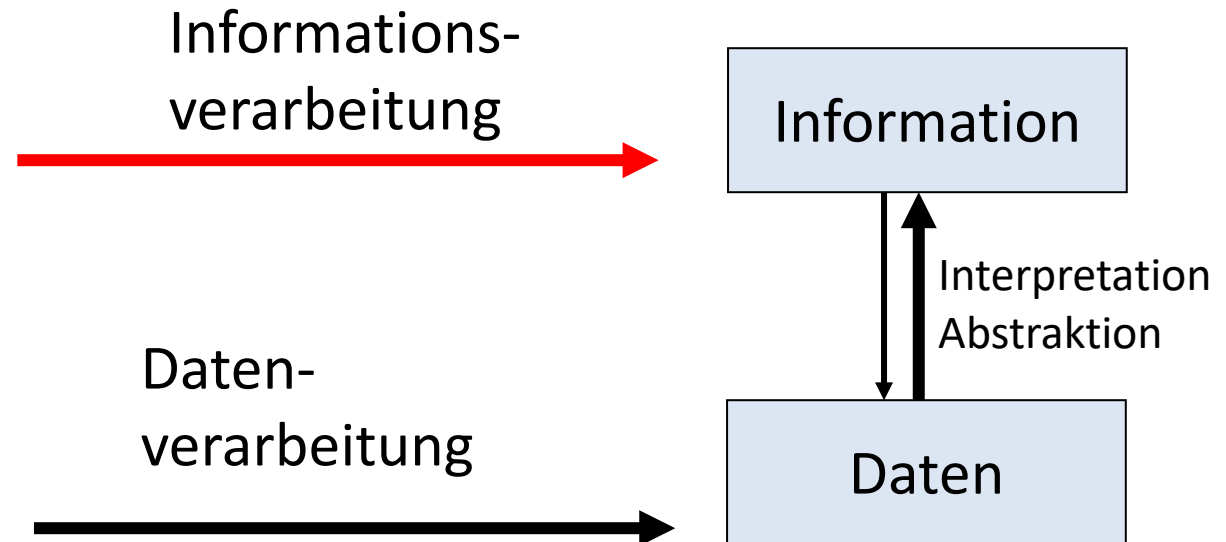 Informations-
verarbeitung
Information
Interpretation
Abstraktion
Daten-
verarbeitung
Daten